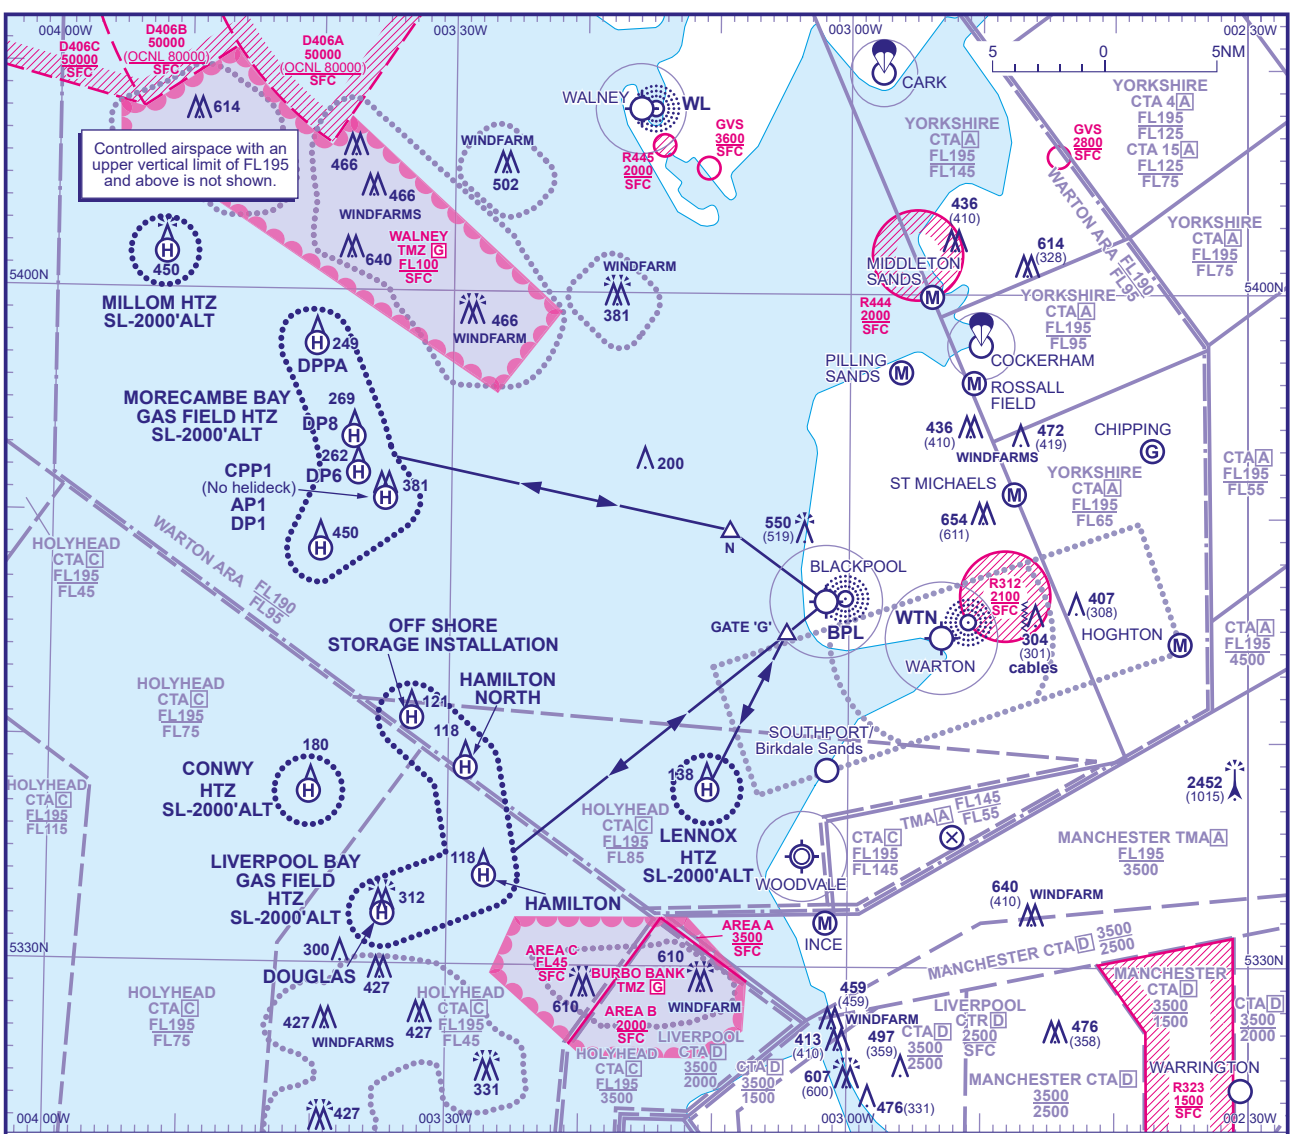 004 00W
003 30W
003 00W
002 30W
D406C
50000
SFC
D406B
50000
(OCNL 80000)
SFC
D406A
50000
(OCNL 80000)
SFC
5
0
5NM
614
Controlled airspace with an
upper vertical limit of FL195
and above is not shown.
466
466
WINDFARMS
640
WALNEY
TMZ G
FL100
SFC
WINDFARM
502
WALNEY
WL
R445
2000
SFC
GVS
3600
SFC
CARK
YORKSHIRE
CTA A
FL195
FL145
GVS
2800
SFC
YORKSHIRE
CTA 4 A
FL195
FL125
CTA 15 A
FL125
FL75
WARTON ARA FL190
FL95
YORKSHIRE
CTA A
FL195
FL75
436
(410)
614
(328)
MIDDLETON
SANDS
M
R444
2000
SFC
YORKSHIRE
CTA A
FL195
FL95
5400N
5400N
H
450
MILLOM HTZ
SL-2000'ALT
WINDFARM
381
466
WINDFARM
H
249
DPPA
MORECAMBE BAY
GAS FIELD HTZ
SL-2000'ALT
269
DP8
H
262
DP6
H
CPP1
(No helideck)
AP1
DP1
381
H
450
H
200
N
PILLING
SANDS
M
COCKERHAM
M
ROSSALL
FIELD
436
(410)
472
(419)
WINDFARMS
CHIPPING
G
YORKSHIRE
CTA A
FL195
FL65
CTA A
FL195
FL55
ST MICHAELS
M
654
(611)
550
(519)
HOLYHEAD
CTA C
FL195
FL45
WARTON ARA FL190
FL95
BLACKPOOL
BPL
GATE 'G'
WTN
WARTON
R312
2100
SFC
304
(301)
cables
407
(308)
HOGHTON
M
CTA A
FL195
4500
OFF SHORE
STORAGE INSTALLATION
121
H
HAMILTON
NORTH
118
H
HOLYHEAD
CTA C
FL195
FL75
180
H
CONWY
HTZ
SL-2000'ALT
HOLYHEAD
CTA C
FL195
FL115
138
H
LENNOX
HTZ
SL-2000'ALT
HOLYHEAD
CTA C
FL195
FL85
SOUTHPORT/
Birkdale Sands
WOODVALE
CTA C
FL195
FL145
TMA A FL145
FL55
MANCHESTER TMA A
FL195
3500
2452
(1015)
LIVERPOOL BAY
GAS FIELD
HTZ
SL-2000'ALT
118
H
HAMILTON
312
H
DOUGLAS
300
427
5330N
5330N
640
(410)
WINDFARM
M
INCE
AREA A
3500
SFC
AREA C
FL45
SFC
610
BURBO BANK
TMZ G
610
WINDFARM
AREA B
2000
SFC
MANCHESTER CTA D 3500
2500
MANCHESTER
CTA D
3500
1500
CTA D
3500
2000
HOLYHEAD
CTA C
FL195
FL75
427
WINDFARMS
427
HOLYHEAD
CTA C
FL195
FL45
331
427
HOLYHEAD
CTA C
FL195
3500
LIVERPOOL
CTA D
3500
2000
CTA D
3500
1500
459
(459)
WINDFARM
413
(410)
497
(359)
607
(600)
476(331)
CTA D
3500
2500
LIVERPOOL
CTR D
2500
SFC
476
(358)
MANCHESTER CTA D
3500
2500
WARRINGTON
R323
1500
SFC
004 00W
003 30W
003 00W
002 30W